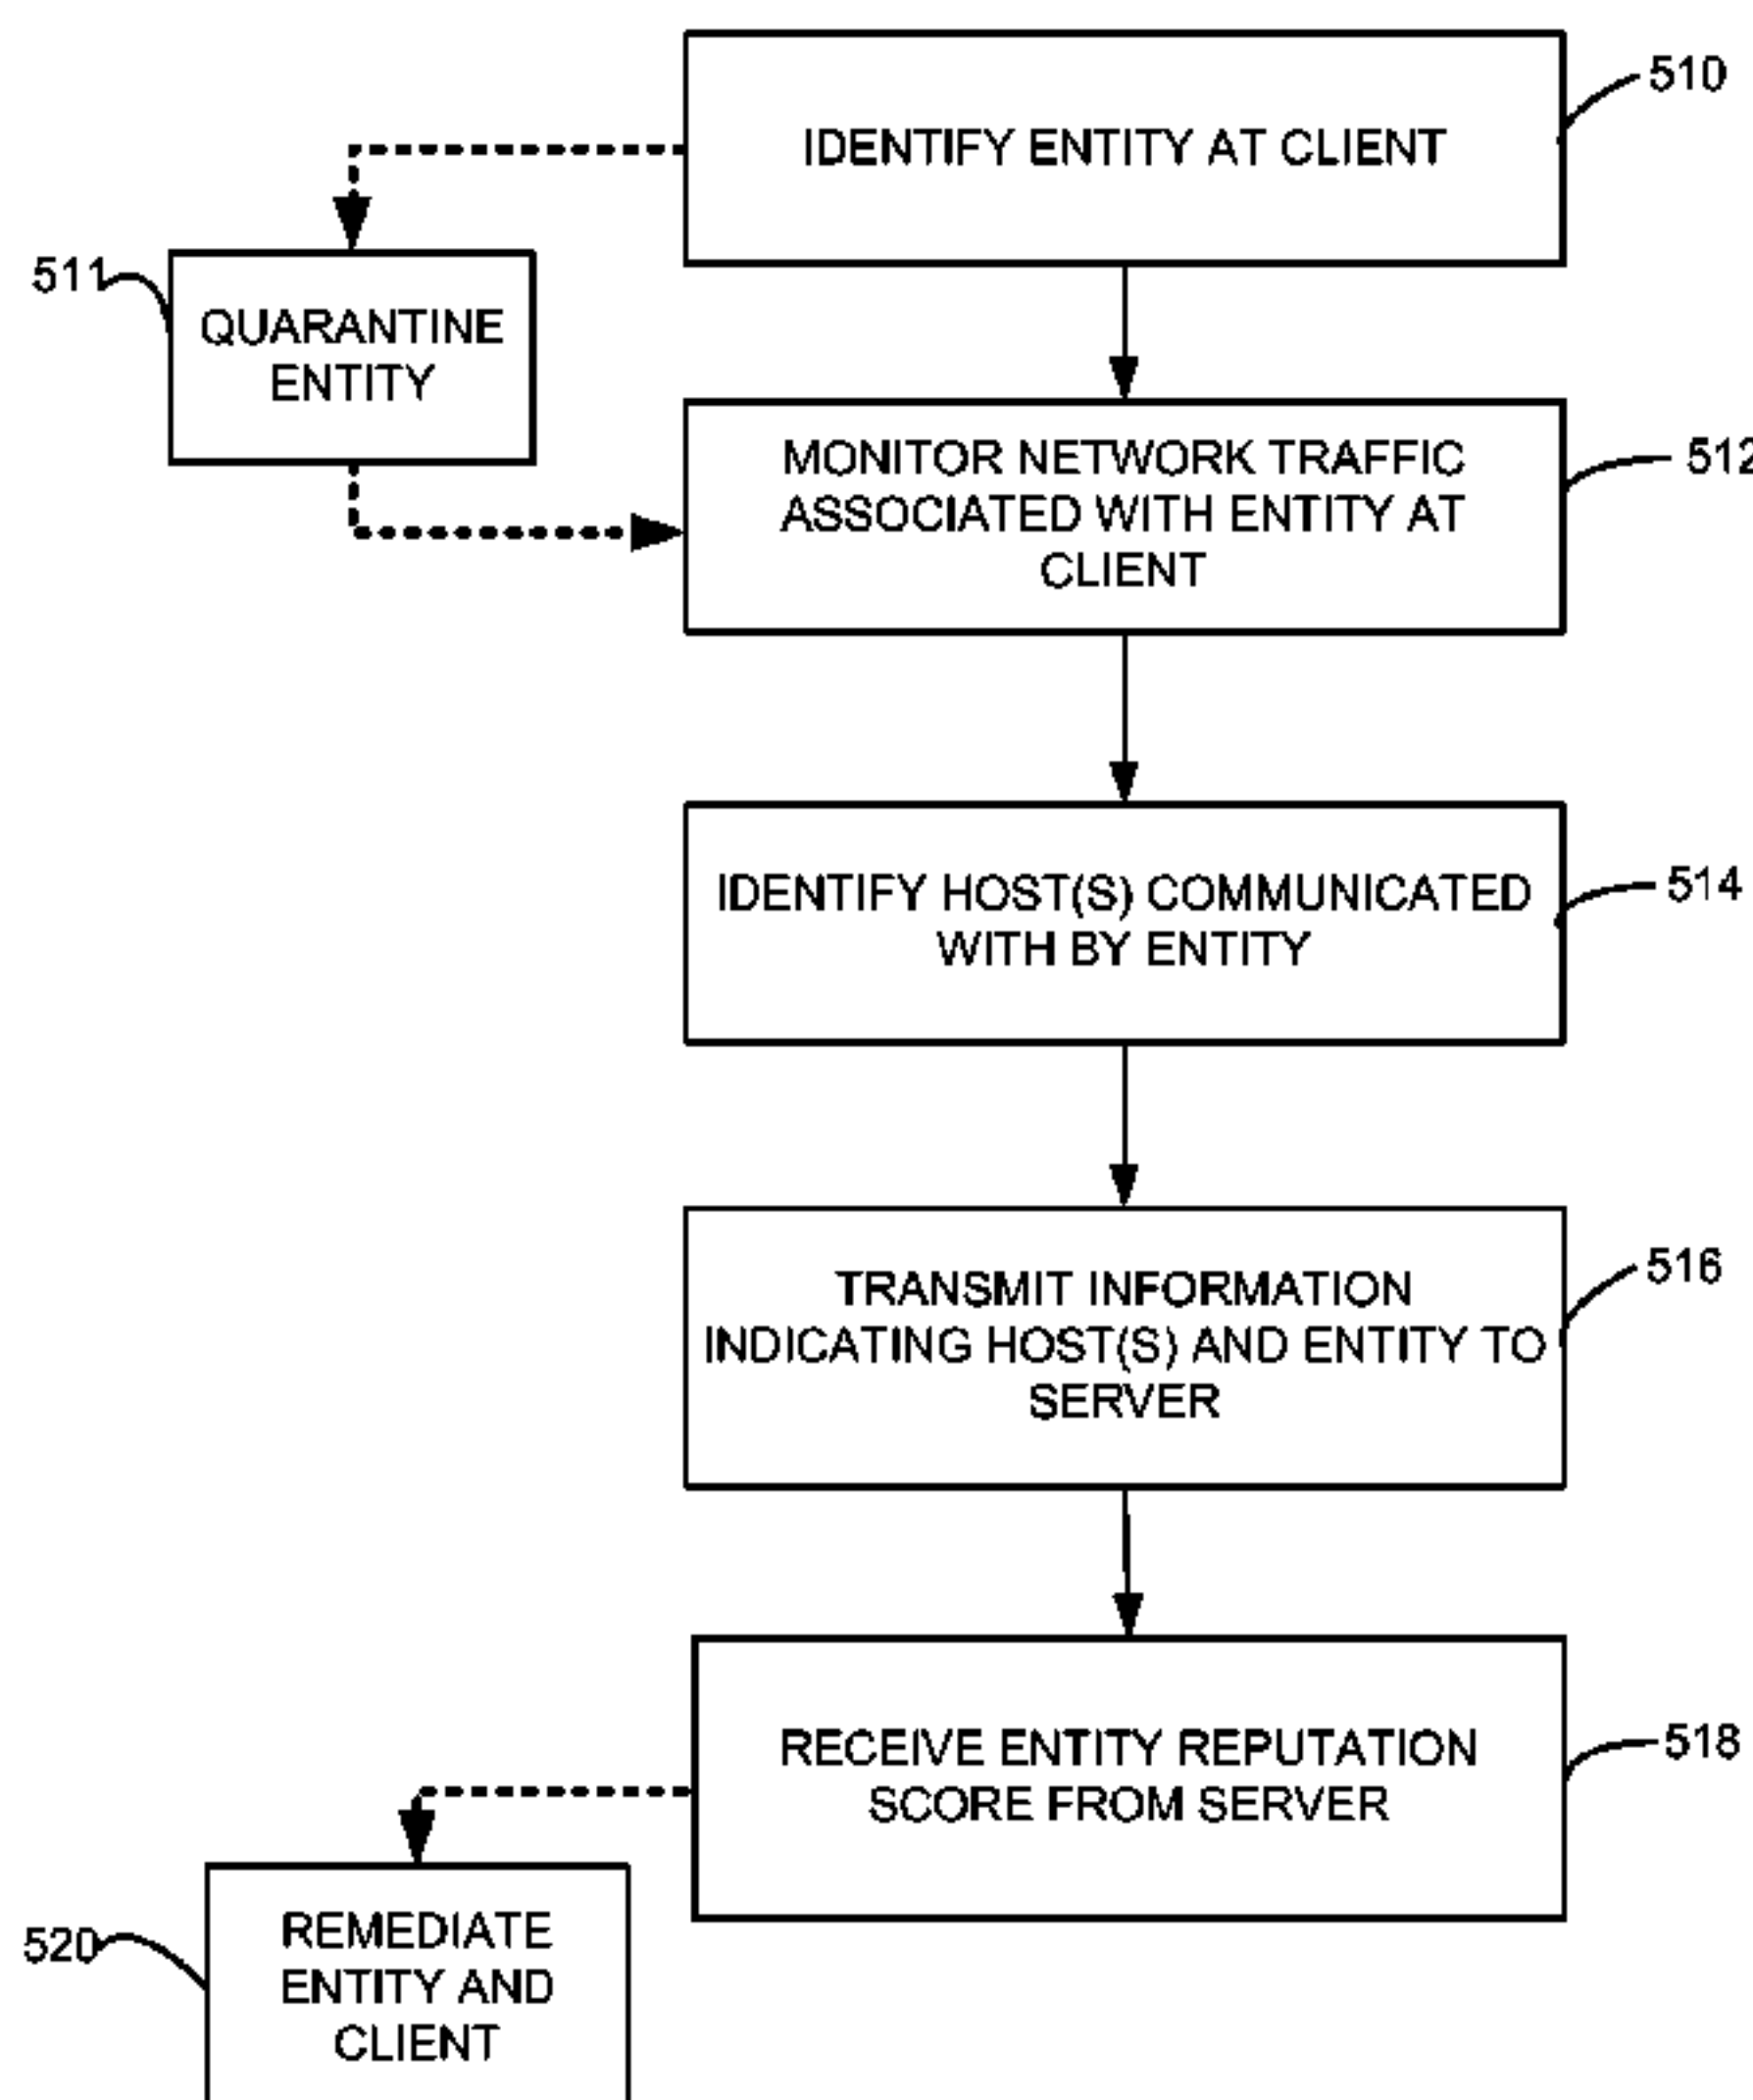 510
IDENTIFY ENTITY AT CLIENT
511
QUARANTINE
ENTITY
512
MONITOR NETWORK TRAFFIC
ASSOCIATED WITH ENTITY AT
CLIENT
514
IDENTIFY HOST(S) COMMUNICATED
WITH BY ENTITY
516
TRANSMIT INFORMATION
INDICATING HOST(S) AND ENTITY TO
SERVER
518
RECEIVE ENTITY REPUTATION
SCORE FROM SERVER
520
REMEDIATE
ENTITY AND
CLIENT